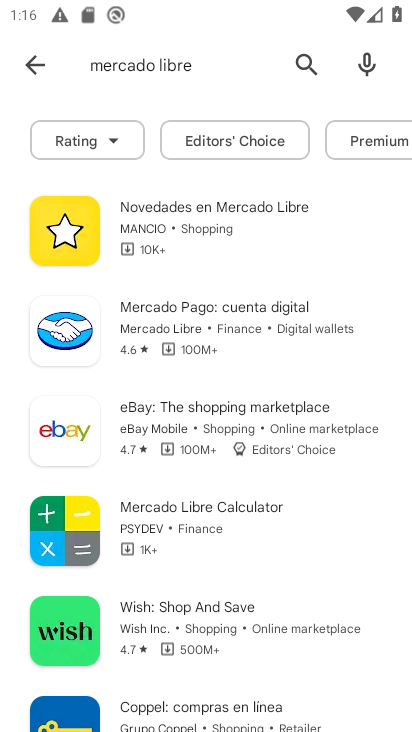 1:16
mercado libre
Rating
Editors' Choice
Premium
Novedades en Mercado Libre
MANCIO • Shopping
10K+
Mercado Pago: cuenta digital
Mercado Libre • Finance • Digital wallets
4.6 ★ 100M+
ebay
eBay: The shopping marketplace
eBay Mobile • Shopping • Online marketplace
4.7 ★ 100M+ Editors' Choice
Mercado Libre Calculator
PSYDEV • Finance
1K+
wish
Wish: Shop And Save
Wish Inc. • Shopping • Online marketplace
4.7 ★ 500M+
Coppel: compras en línea
Grupo Coppel • Shopping • Retailer